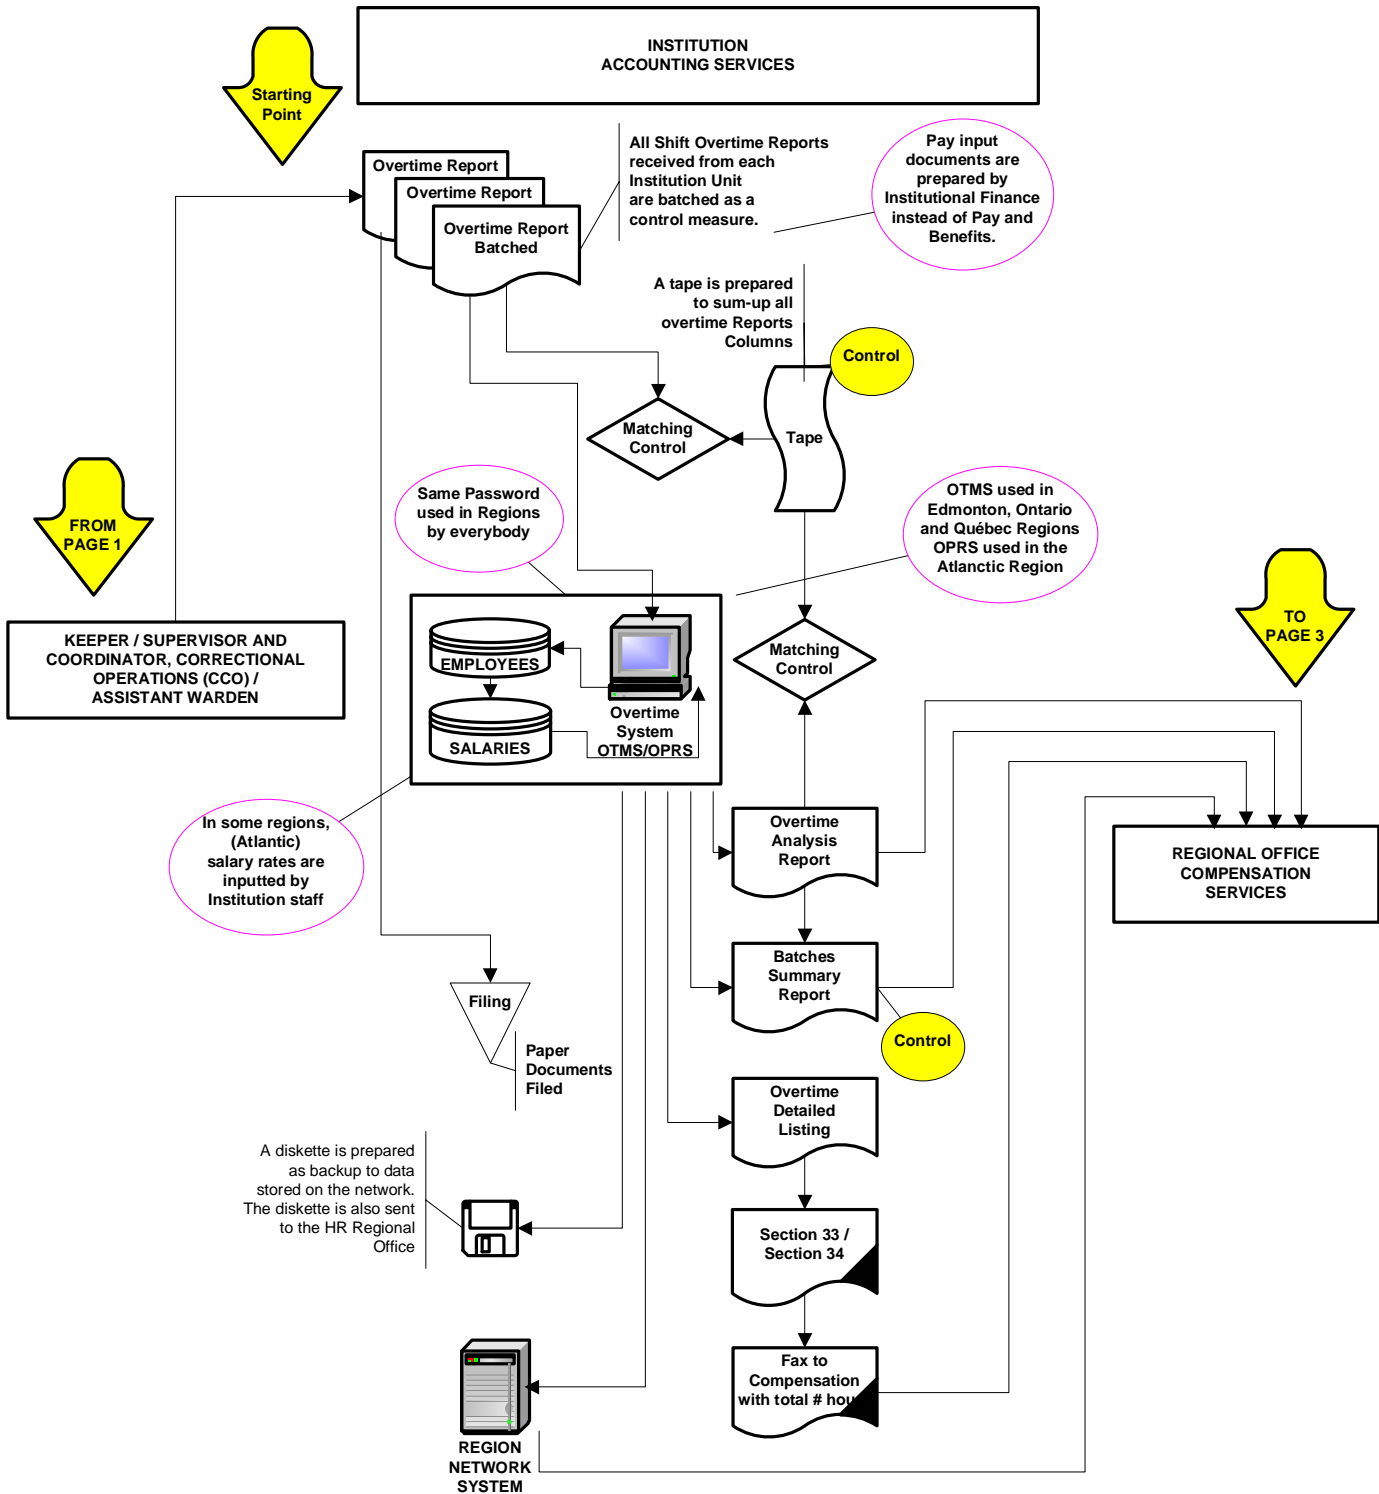 INSTITUTION
ACCOUNTING SERVICES
Starting
Point
Overtime Report
Overtime Report
Overtime Report
Batched
All Shift Overtime Reports
received from each
Institution Unit
are batched as a
control measure.
Pay input
documents are
prepared by
Institutional Finance
instead of Pay and
Benefits.
A tape is prepared
to sum-up all
overtime Reports
Columns
Control
Matching
Control
Tape
Same Password
used in Regions
by everybody
OTMS used in
Edmonton, Ontario
and Québec Regions
OPRS used in the
Atlanctic Region
FROM
PAGE 1
KEEPER / SUPERVISOR AND
COORDINATOR, CORRECTIONAL
OPERATIONS (CCO) /
ASSISTANT WARDEN
EMPLOYEES
SALARIES
Overtime
System
OTMS/OPRS
Matching
Control
TO
PAGE 3
In some regions,
(Atlantic)
salary rates are
inputted by
Institution staff
Overtime
Analysis
Report
REGIONAL OFFICE
COMPENSATION
SERVICES
Batches
Summary
Report
Control
Filing
Paper
Documents
Filed
Overtime
Detailed
Listing
A diskette is prepared
as backup to data
stored on the network.
The diskette is also sent
to the HR Regional
Office
Section 33 /
Section 34
Fax to
Compensation
with total # hou
REGION
NETWORK
SYSTEM